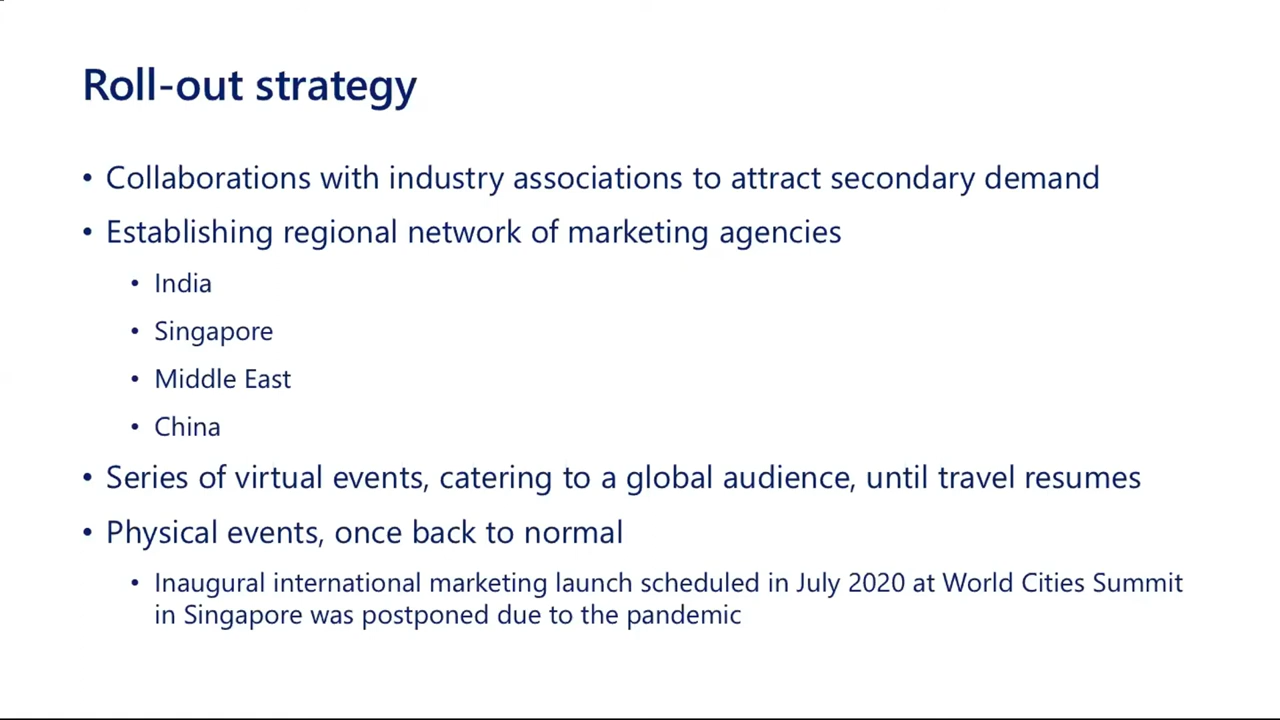 Roll-out strategy
• Collaborations with industry associations to attract secondary demand
• Establishing regional network of marketing agencies
• India
• Singapore
• Middle East
• China
• Series of virtual events, catering to a global audience, until travel resumes
• Physical events, once back to normal
• Inaugural international marketing launch scheduled in July 2020 at World Cities Summit
in Singapore was postponed due to the pandemic